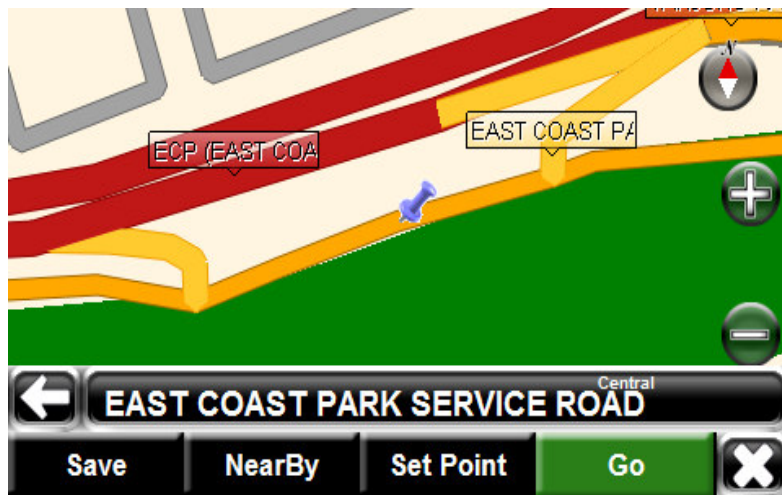 N
ECP (EAST COA
EAST COAST PA
Central
EAST COAST PARK SERVICE ROAD
Save
NearBy
Set Point
Go